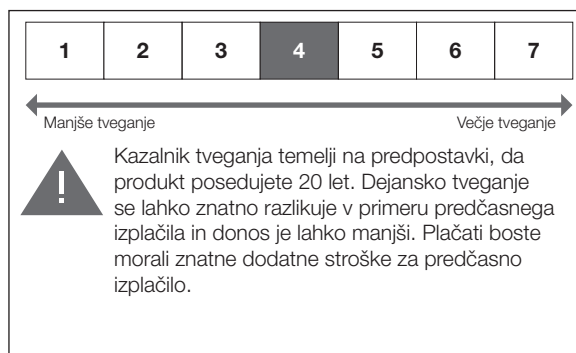 1 2 3 4 5 6 7
Manjše tveganje Večje tveganje
Kazalnik tveganja temelji na predpostavki, da
produkt posedujete 20 let. Dejansko tveganje
se lahko znatno razlikuje v primeru predčasnega
izplačila in donos je lahko manjši. Plačati boste
morali znatne dodatne stroške za predčasno
izplačilo.